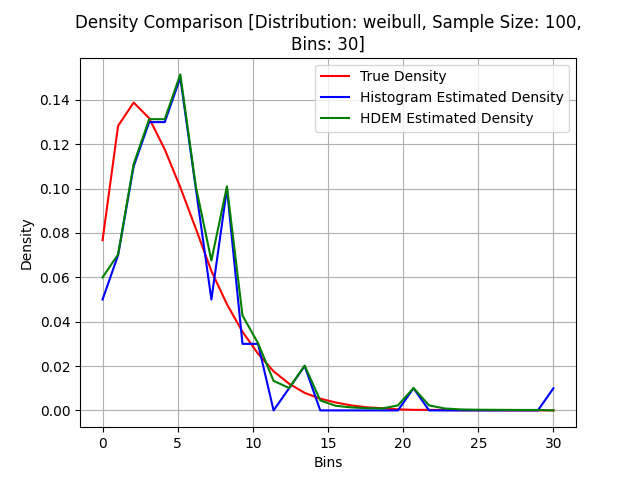 Density Comparison [Distribution: weibull, Sample Size: 100,
Bins: 30]
True Density
Histogram Estimated Density
HDEM Estimated Density
Density
0.14
0.12
0.10
0.08
0.06
0.04
0.02
0.00
0 5 10 15 20 25 30
Bins